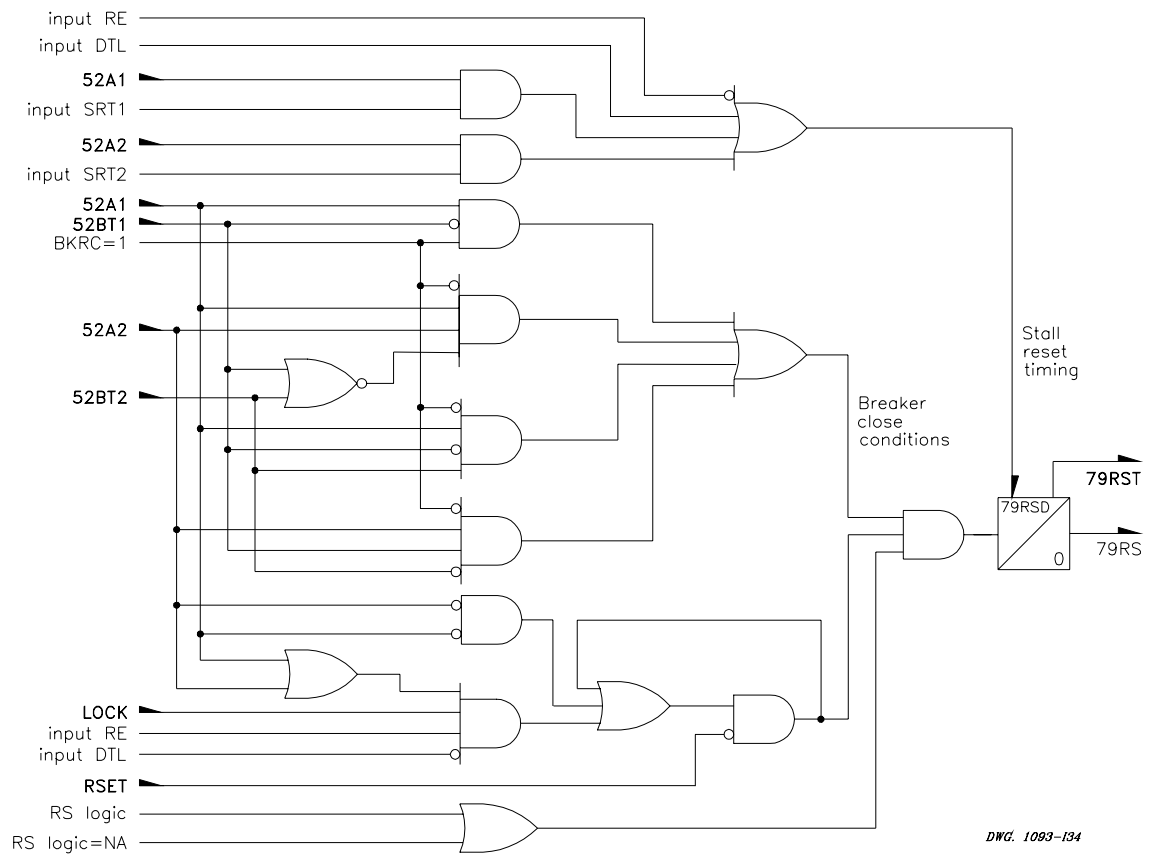 input RE
input DTL
52A1
input SRT1
52A2
input SRT2
52A1
52BT1
BKRC=1
52A2
52BT2
Stall
reset
timing
Breaker
close
conditions
79RST
79RSD
0
79RS
LOCK
input RE
input DTL
RSET
RS logic
RS logic=NA
DWG. 1093-I34